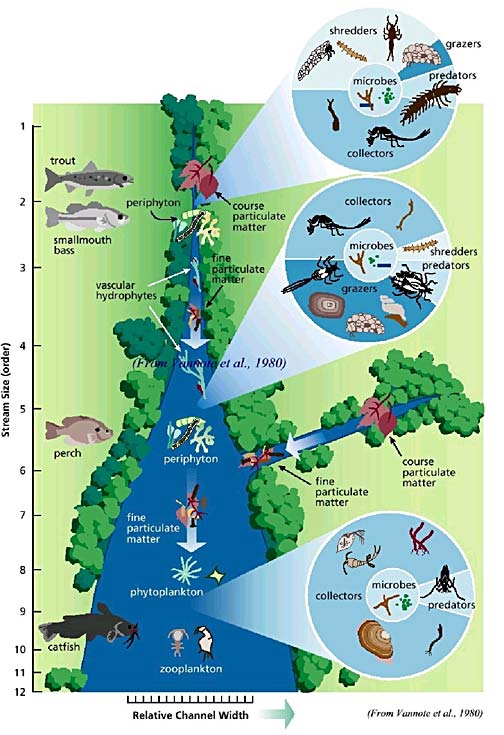 shredders
grazers
microbes
predators
collectors
1
trout
2
periphyton
course
particulate
matter
smallmouth
bass
collectors
microbes
shredders
predators
grazers
fine
particulate
matter
3
vascular
hydrophytes
4
(From Vannote et al., 1980)
Stream Size (order)
5
perch
periphyton
6
course
particulate
matter
fine
particulate
matter
7
fine
particulate
matter
8
phytoplankton
collectors
microbes
predators
9
catfish
10
zooplankton
11
12
Relative Channel Width
(From Vannote et al., 1980)